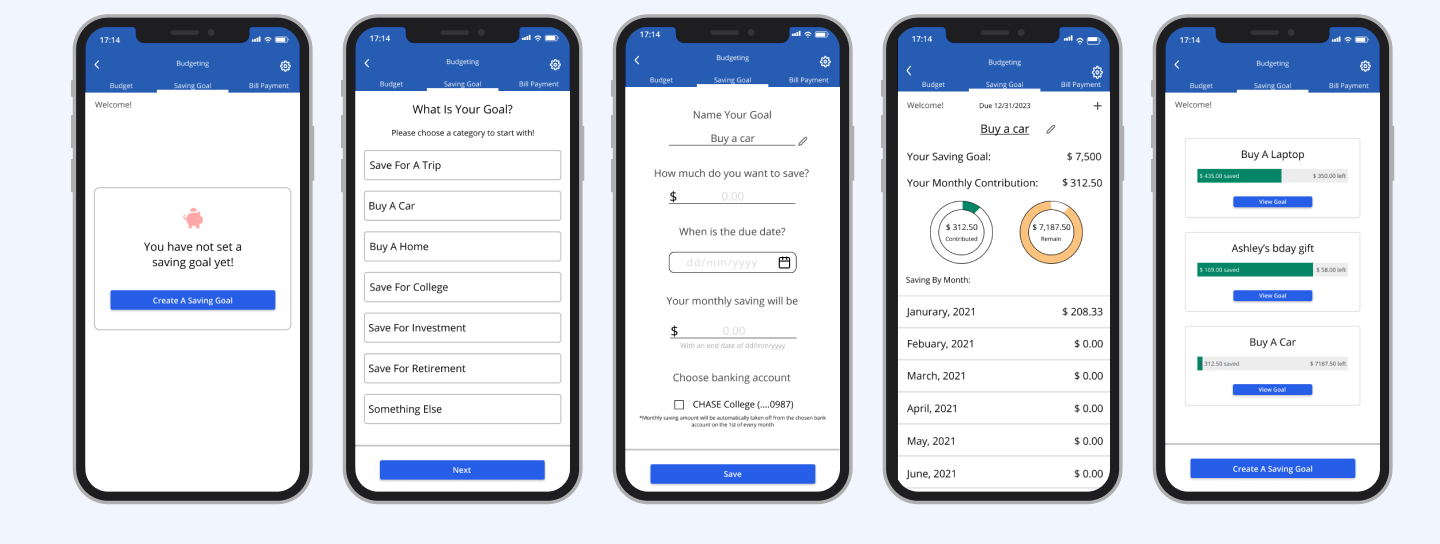 17:14
Budgeting
Budget Saving Goal Bill Payment
Welcome!
You have not set a
saving goal yet!
Create A Saving Goal
17:14
Budgeting
Budget Saving Goal Bill Payment
What Is Your Goal?
Please choose a category to start with!
Save For A Trip
Buy A Car
Buy A Home
Save For College
Save For Investment
Save For Retirement
Something Else
Next
17:14
Budgeting
Budget Saving Goal Bill Payment
Name Your Goal
Buy a car
How much do you want to save?
$ 0.00
When is the due date?
dd/mm/yyyy
Your monthly saving will be
$ 0.00
With an end date of dd/mm/yyyy
Choose banking account
CHASE College (....0987)
*Monthly saving amount will be automatically taken off from the chosen bank
account on the 1st of every month
Save
17:14
Budgeting
Budget Saving Goal Bill Payment
Welcome! Due 12/31/2023 +
Buy a car
Your Saving Goal: $ 7,500
Your Monthly Contribution: $ 312.50
$ 312.50 $ 7,187.50
Contributed Remain
Saving By Month:
Janurary, 2021 $ 208.33
Febuary, 2021 $ 0.00
March, 2021 $ 0.00
April, 2021 $ 0.00
May, 2021 $ 0.00
June, 2021 $ 0.00
17:14
Budgeting
Budget Saving Goal Bill Payment
Welcome!
Buy A Laptop
$ 435.00 saved $ 350.00 left
View Goal
Ashley's bday gift
$ 169.00 saved $ 58.00 left
View Goal
Buy A Car
312.50 saved $ 7187.50 left
View Goal
Create A Saving Goal